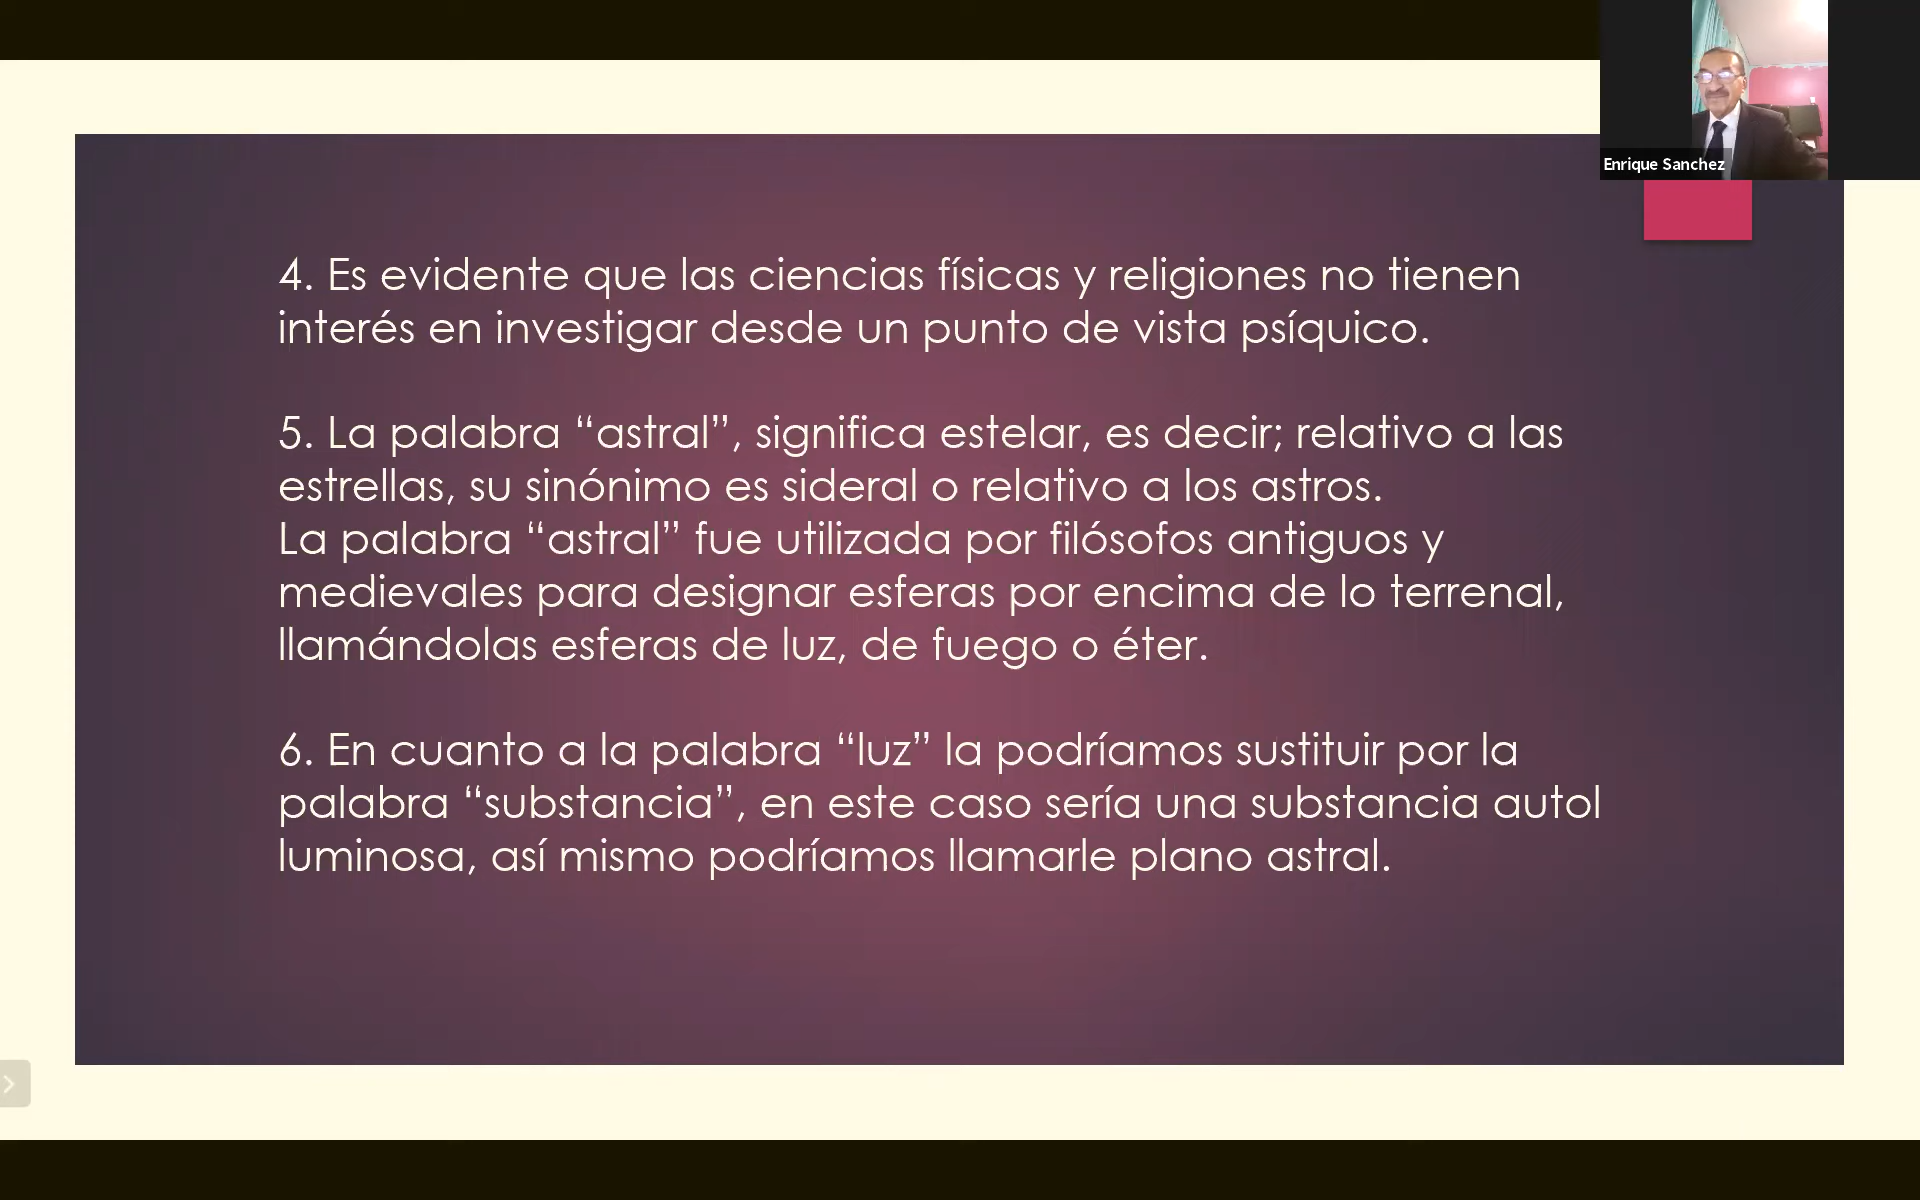 Enrique Sanchez
4. Es evidente que las ciencias físicas y religiones no tienen
interés en investigar desde un punto de vista psíquico.
5. La palabra “astral”, significa estelar, es decir; relativo a las
estrellas, su sinónimo es sideral o relativo a los astros.
La palabra “astral” fue utilizada por filósofos antiguos y
medievales para designar esferas por encima de lo terrenal,
llamándolas esferas de luz, de fuego o éter.
6. En cuanto a la palabra “luz” la podríamos sustituir por la
palabra “substancia”, en este caso sería una substancia autol
luminosa, así mismo podríamos llamarle plano astral.